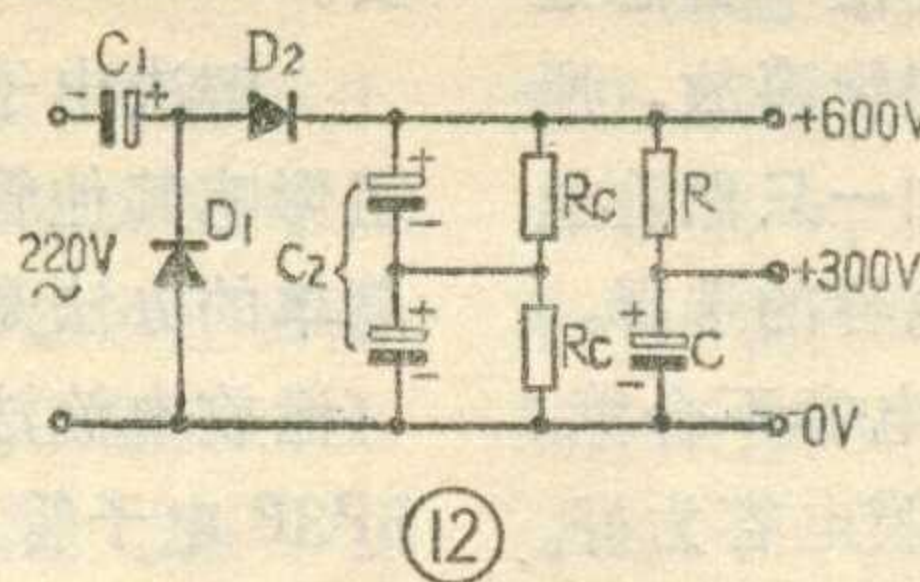 C1 D2
- +
+600V
+
Rc R
D1 -
220V
~
C2
+300V
+ +
Rc C
- -
0V
12